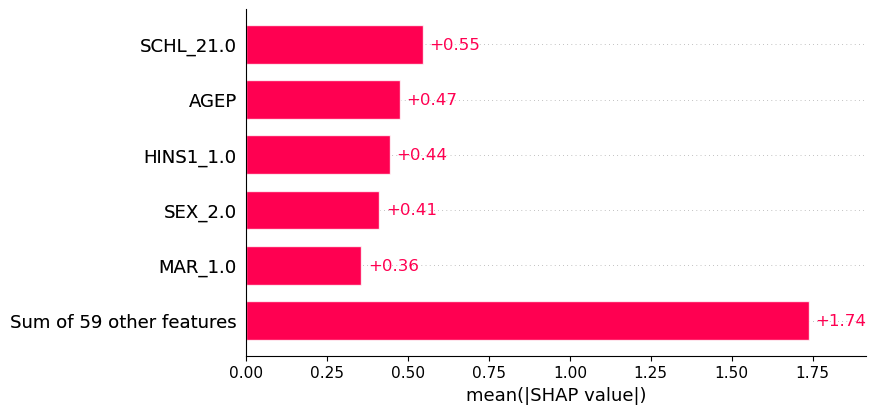 SCHL_21.0 +0.55
AGEP +0.47
HINS1_1.0 +0.44
SEX_2.0 +0.41
MAR_1.0 +0.36
Sum of 59 other features +1.74
0.00 0.25 0.50 0.75 1.00 1.25 1.50 1.75
mean(|SHAP value|)